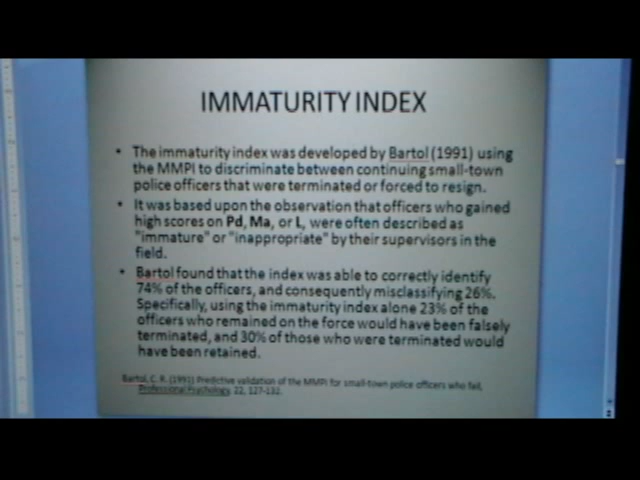 IMMATURITY INDEX
• The immaturity index was developed by Bartol (1991) using
the MMPI to discriminate between continuing small-town
police officers that were terminated or forced to resign.
• It was based upon the observation that officers who gained
high scores on Pd, Ma, or L, were often described as
"immature" or "inappropriate" by their supervisors in the
field.
• Bartol found that the index was able to correctly identify
74% of the officers, and consequently misclassifying 26%.
Specifically, using the immaturity index alone 23% of the
officers who remained on the force would have been falsely
terminated, and 30% of those who were terminated would
have been retained.
Bartol, C. R. (1991) Predictive validation of the MMPI for small-town police officers who fail,
Professional Psychology, 22, 127-132.